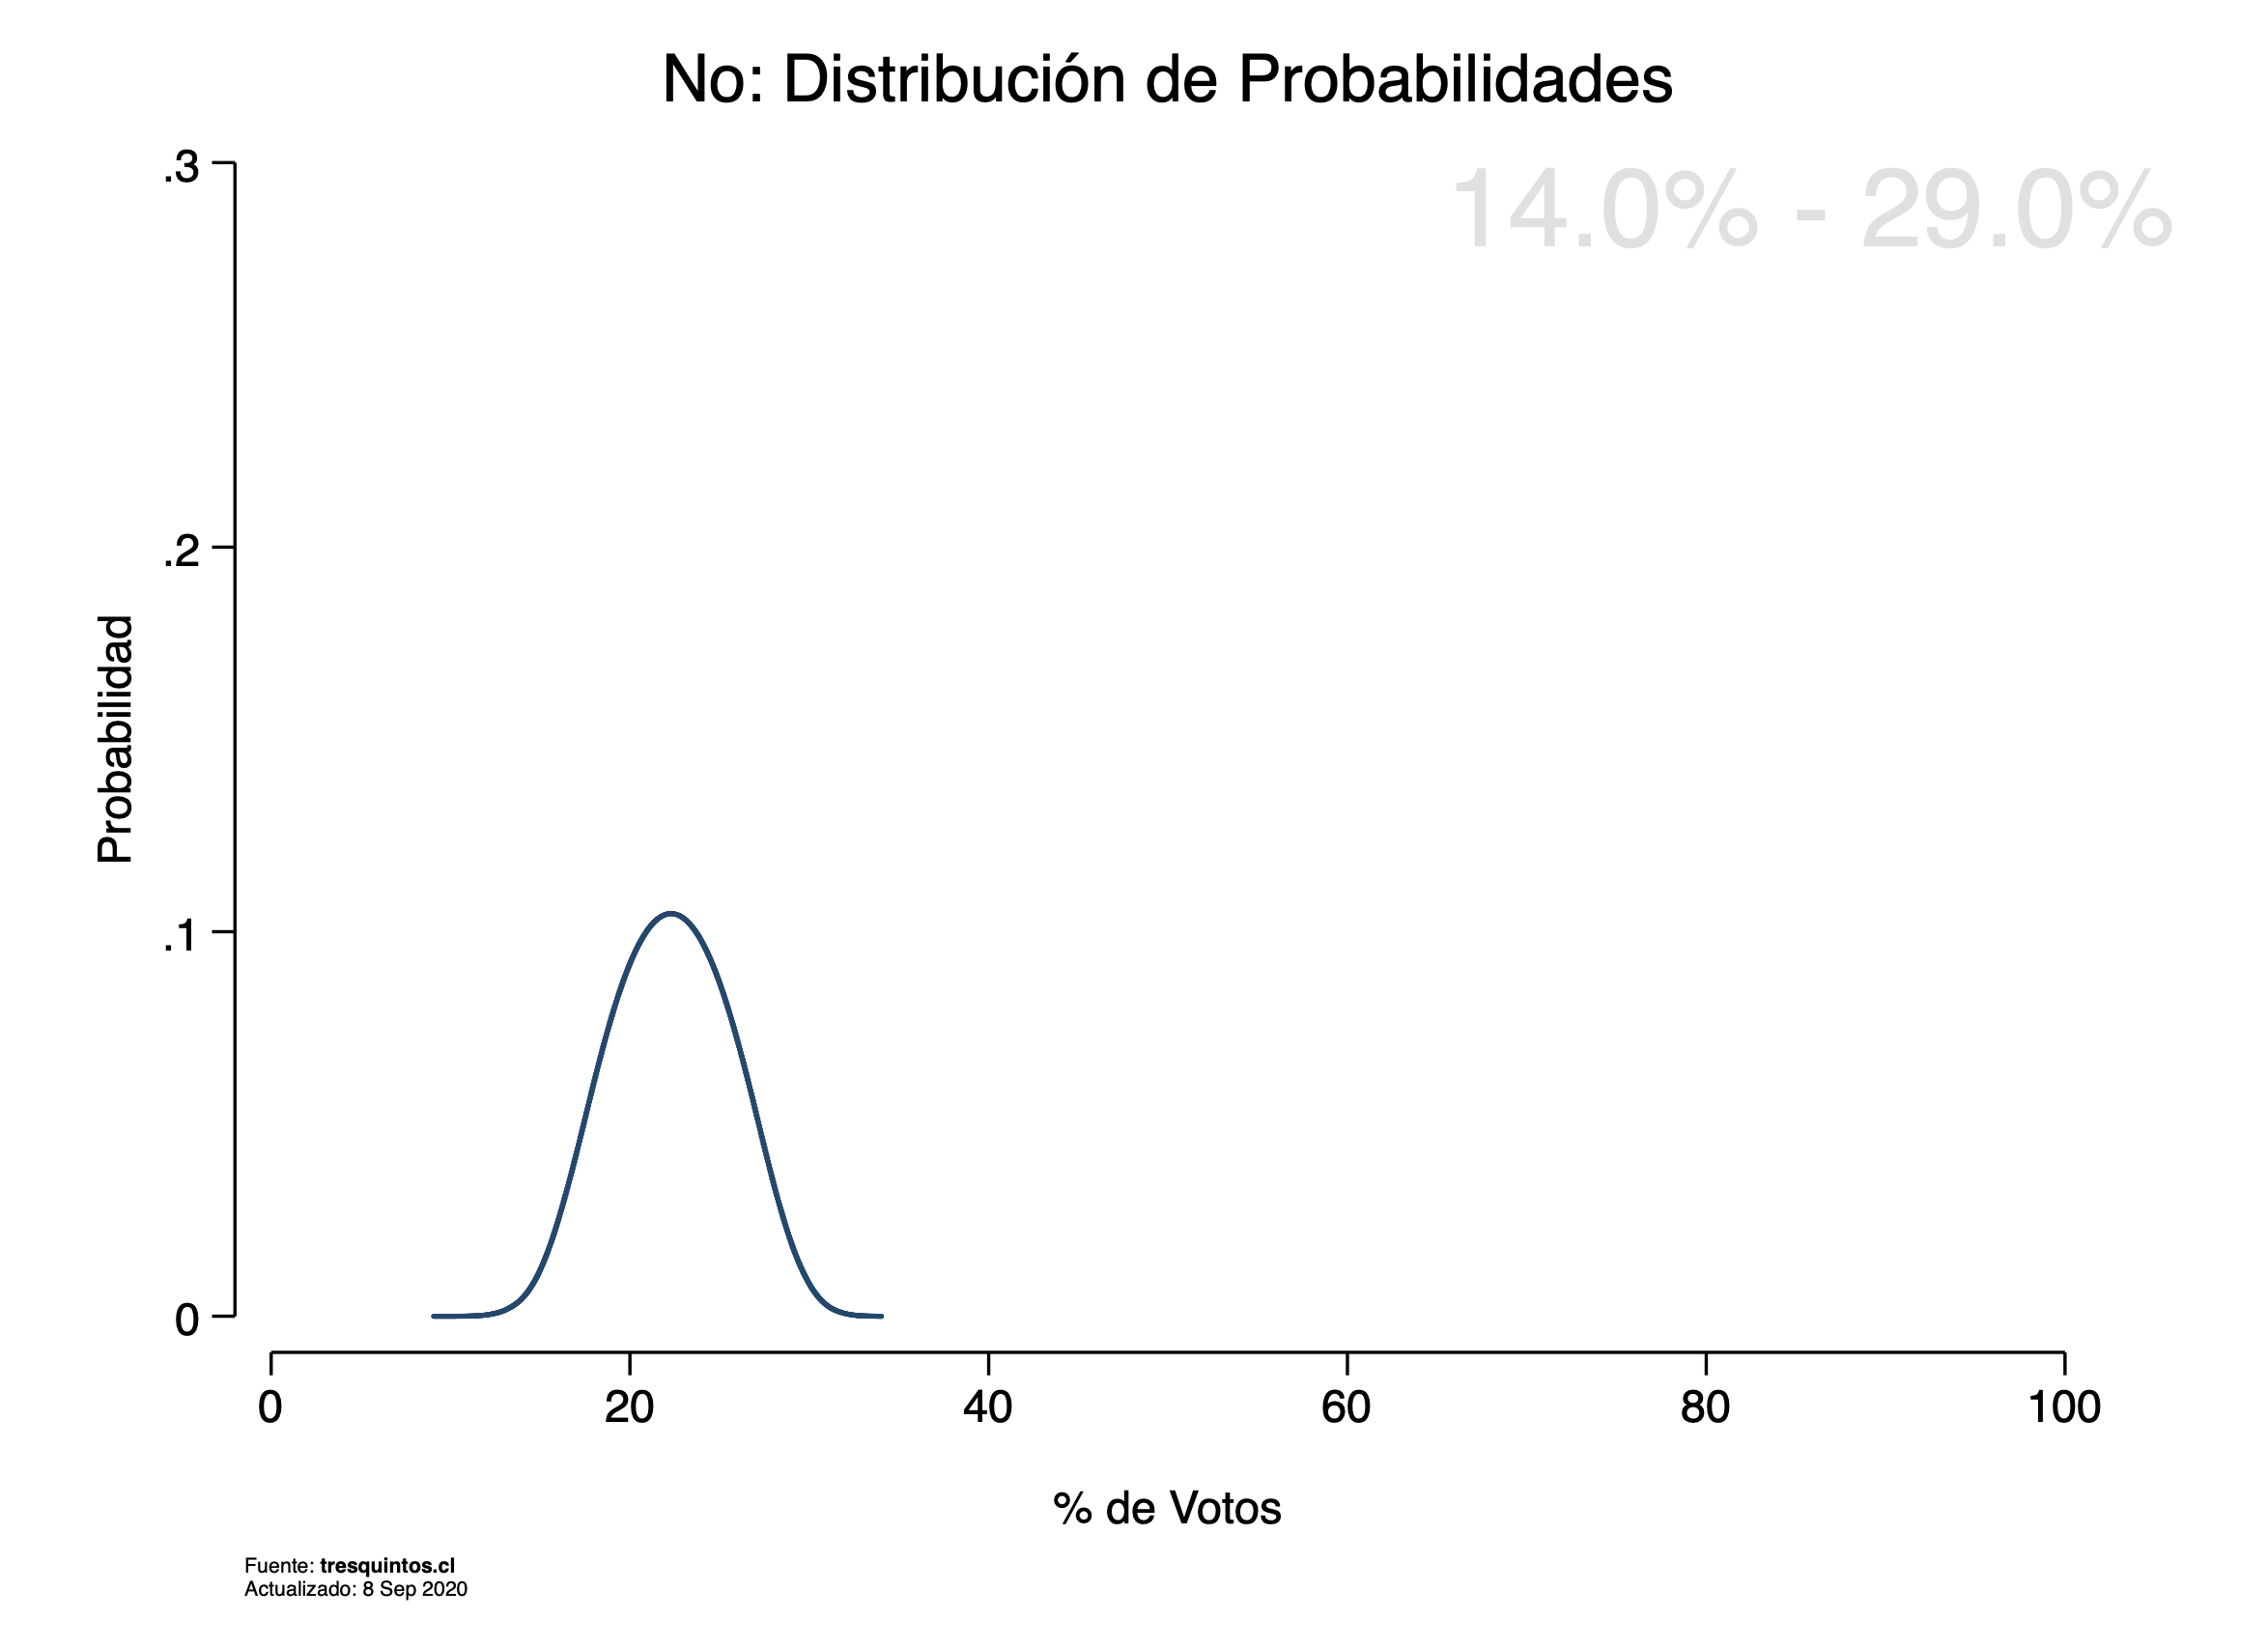 No: Distribución de Probabilidades
14.0% - 29.0%
.3
.2
.1
0
Probabilidad
0 20 40 60 80 100
% de Votos
Fuente: tresquintos.cl
Actualizado: 8 Sep 2020